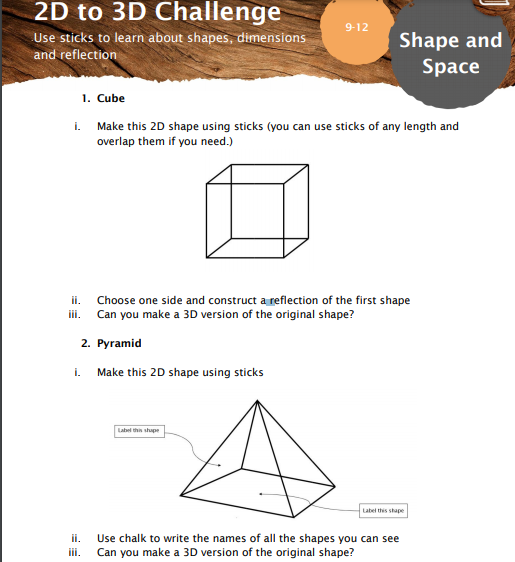 2D to 3D Challenge
Use sticks to learn about shapes, dimensions
and reflection
9-12
Shape and
Space
1. Cube
i. Make this 2D shape using sticks (you can use sticks of any length and
overlap them if you need.)
ii. Choose one side and construct a reflection of the first shape
iii. Can you make a 3D version of the original shape?
2. Pyramid
i. Make this 2D shape using sticks
Label this shape
Label this shape
ii. Use chalk to write the names of all the shapes you can see
iii. Can you make a 3D version of the original shape?